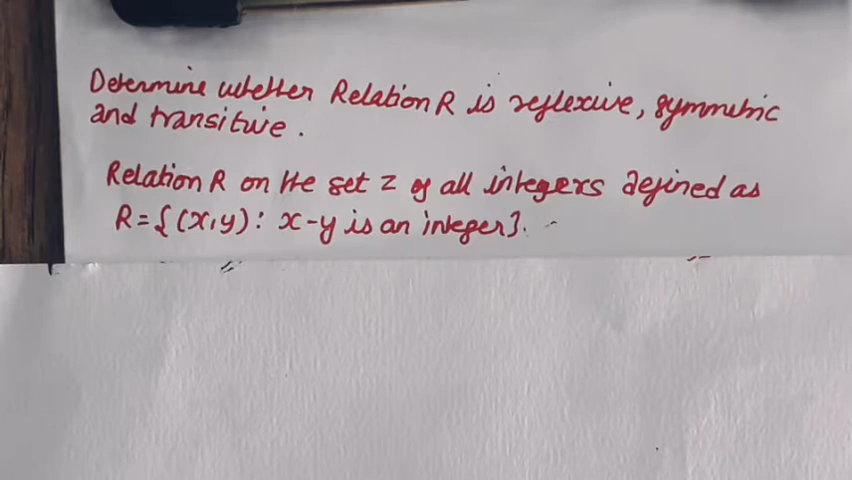 Determine whether Relation R is reflexive, symmetric
and transitive.
Relation R on the set Z of all integers defined as
R = {(x,y): x-y is an integer}.